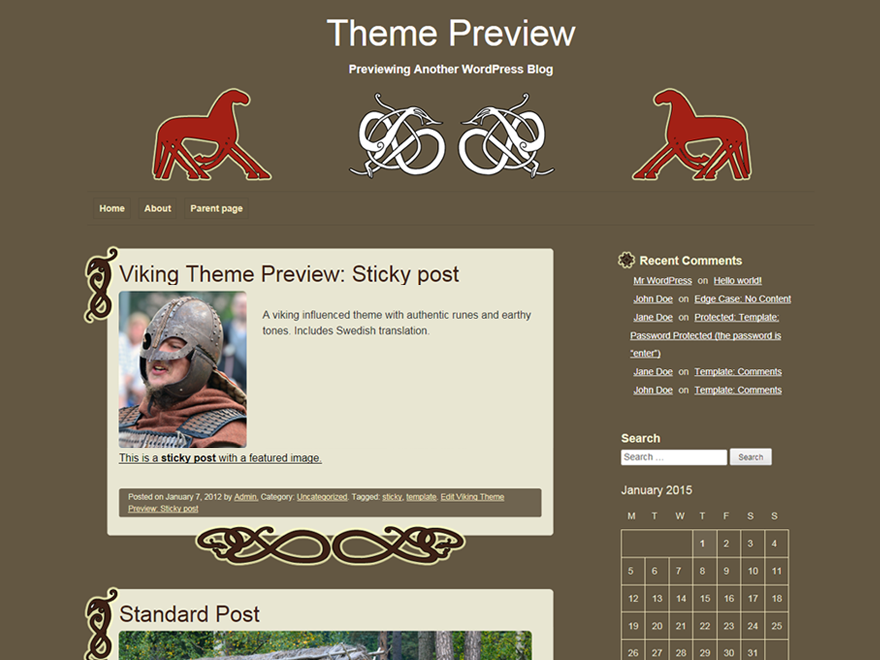 Theme Preview
Previewing Another WordPress Blog
Home About Parent page
Viking Theme Preview: Sticky post
A viking influenced theme with authentic runes and earthy
tones. Includes Swedish translation.
This is a sticky post with a featured image.
Posted on January 7, 2012 by Admin, Category: Uncategorized. Tagged: sticky, template. Edit Viking Theme
Preview: Sticky post
Standard Post
Recent Comments
Mr WordPress on Hello world!
John Doe on Edge Case: No Content
Jane Doe on Protected: Template:
Password Protected (the password is
"enter")
Jane Doe on Template: Comments
John Doe on Template: Comments
Search
Search … Search
January 2015
M T W T F S S
1 2 3 4
5 6 7 8 9 10 11
12 13 14 15 16 17 18
19 20 21 22 23 24 25
26 27 28 29 30 31